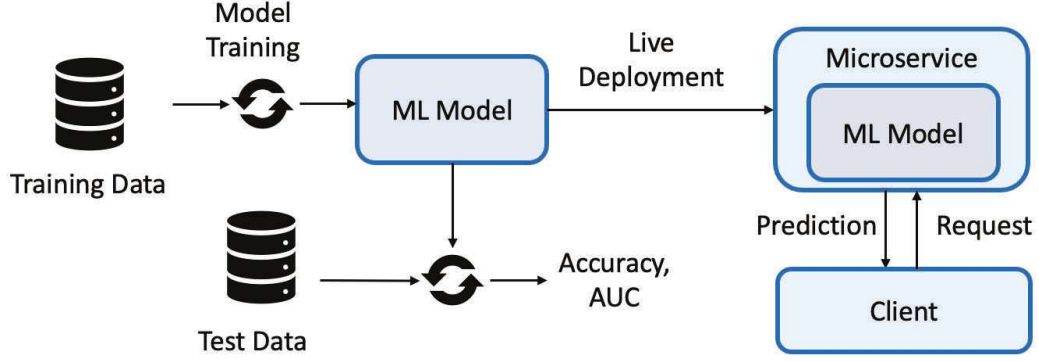 Model
Training
Training Data
ML Model
Live
Deployment
Microservice
ML Model
Prediction
Request
Client
Test Data
Accuracy,
AUC